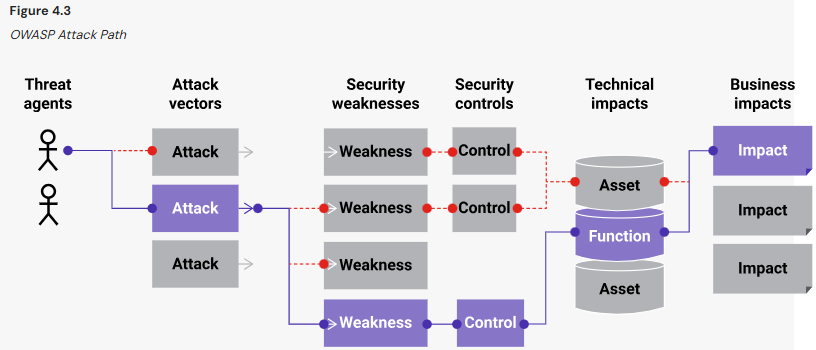 Figure 4.3
OWASP Attack Path
Threat agents
Attack vectors
Security weaknesses
Security controls
Technical impacts
Business impacts
Attack
Weakness
Control
Asset
Impact
Attack
Weakness
Control
Function
Impact
Attack
Weakness
Asset
Impact
Weakness
Control